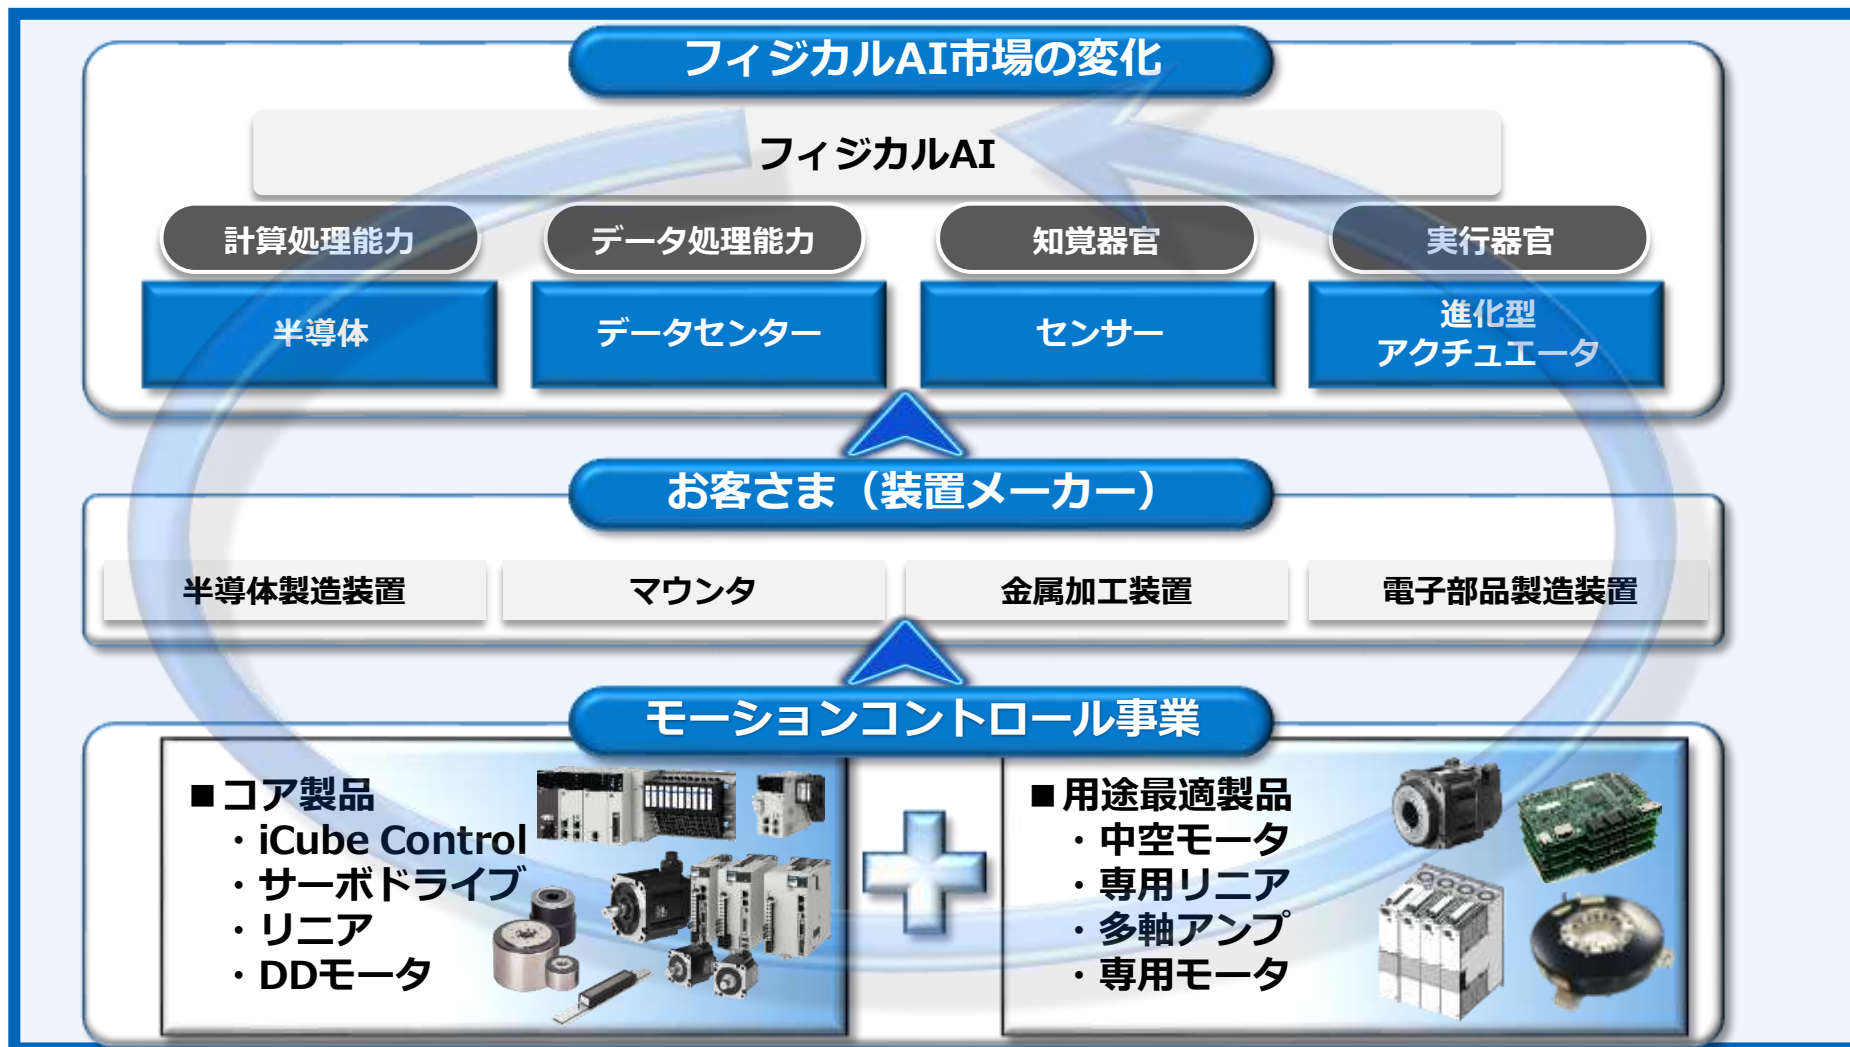 フィジカルAI市場の変化
フィジカルAI
計算処理能力
データ処理能力
知覚器官
実行器官
半導体
データセンター
センサー
進化型
アクチュエータ
お客さま（装置メーカー）
半導体製造装置
マウンタ
金属加工装置
電子部品製造装置
モーションコントロール事業
■コア製品
・iCube Control
・サーボドライブ
・リニア
・DDモータ
■用途最適製品
・中空モータ
・専用リニア
・多軸アンプ
・専用モータ